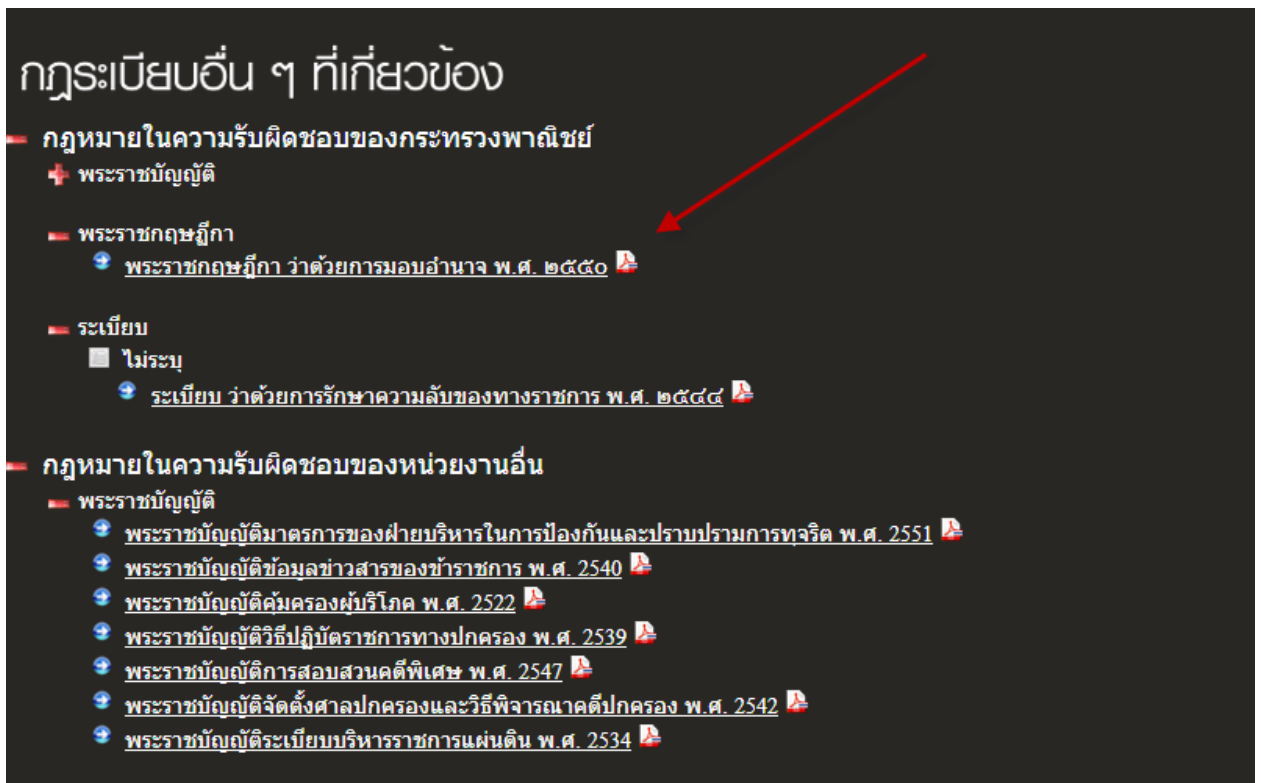 กฎระเบียบอื่น ๆ ที่เกี่ยวข้อง
กฎหมายในความรับผิดชอบของกระทรวงพาณิชย์
พระราชบัญญัติ
พระราชกฤษฎีกา
พระราชกฤษฎีกา ว่าด้วยการมอบอำนาจ พ.ศ. ๒๕๕๐
ระเบียบ
ไม่ระบุ
ระเบียบ ว่าด้วยการรักษาความลับของทางราชการ พ.ศ. ๒๕๔๔
กฎหมายในความรับผิดชอบของหน่วยงานอื่น
พระราชบัญญัติ
พระราชบัญญัติมาตรการของฝ่ายบริหารในการป้องกันและปราบปรามการทุจริต พ.ศ. 2551
พระราชบัญญัติข้อมูลข่าวสารของข้าราชการ พ.ศ. 2540
พระราชบัญญัติคุ้มครองผู้บริโภค พ.ศ. 2522
พระราชบัญญัติวิธีปฏิบัตราชการทางปกครอง พ.ศ. 2539
พระราชบัญญัติการสอบสวนคดีพิเศษ พ.ศ. 2547
พระราชบัญญัติจัดตั้งศาลปกครองและวิธีพิจารณาคดีปกครอง พ.ศ. 2542
พระราชบัญญัติระเบียบบริหารราชการแผ่นดิน พ.ศ. 2534